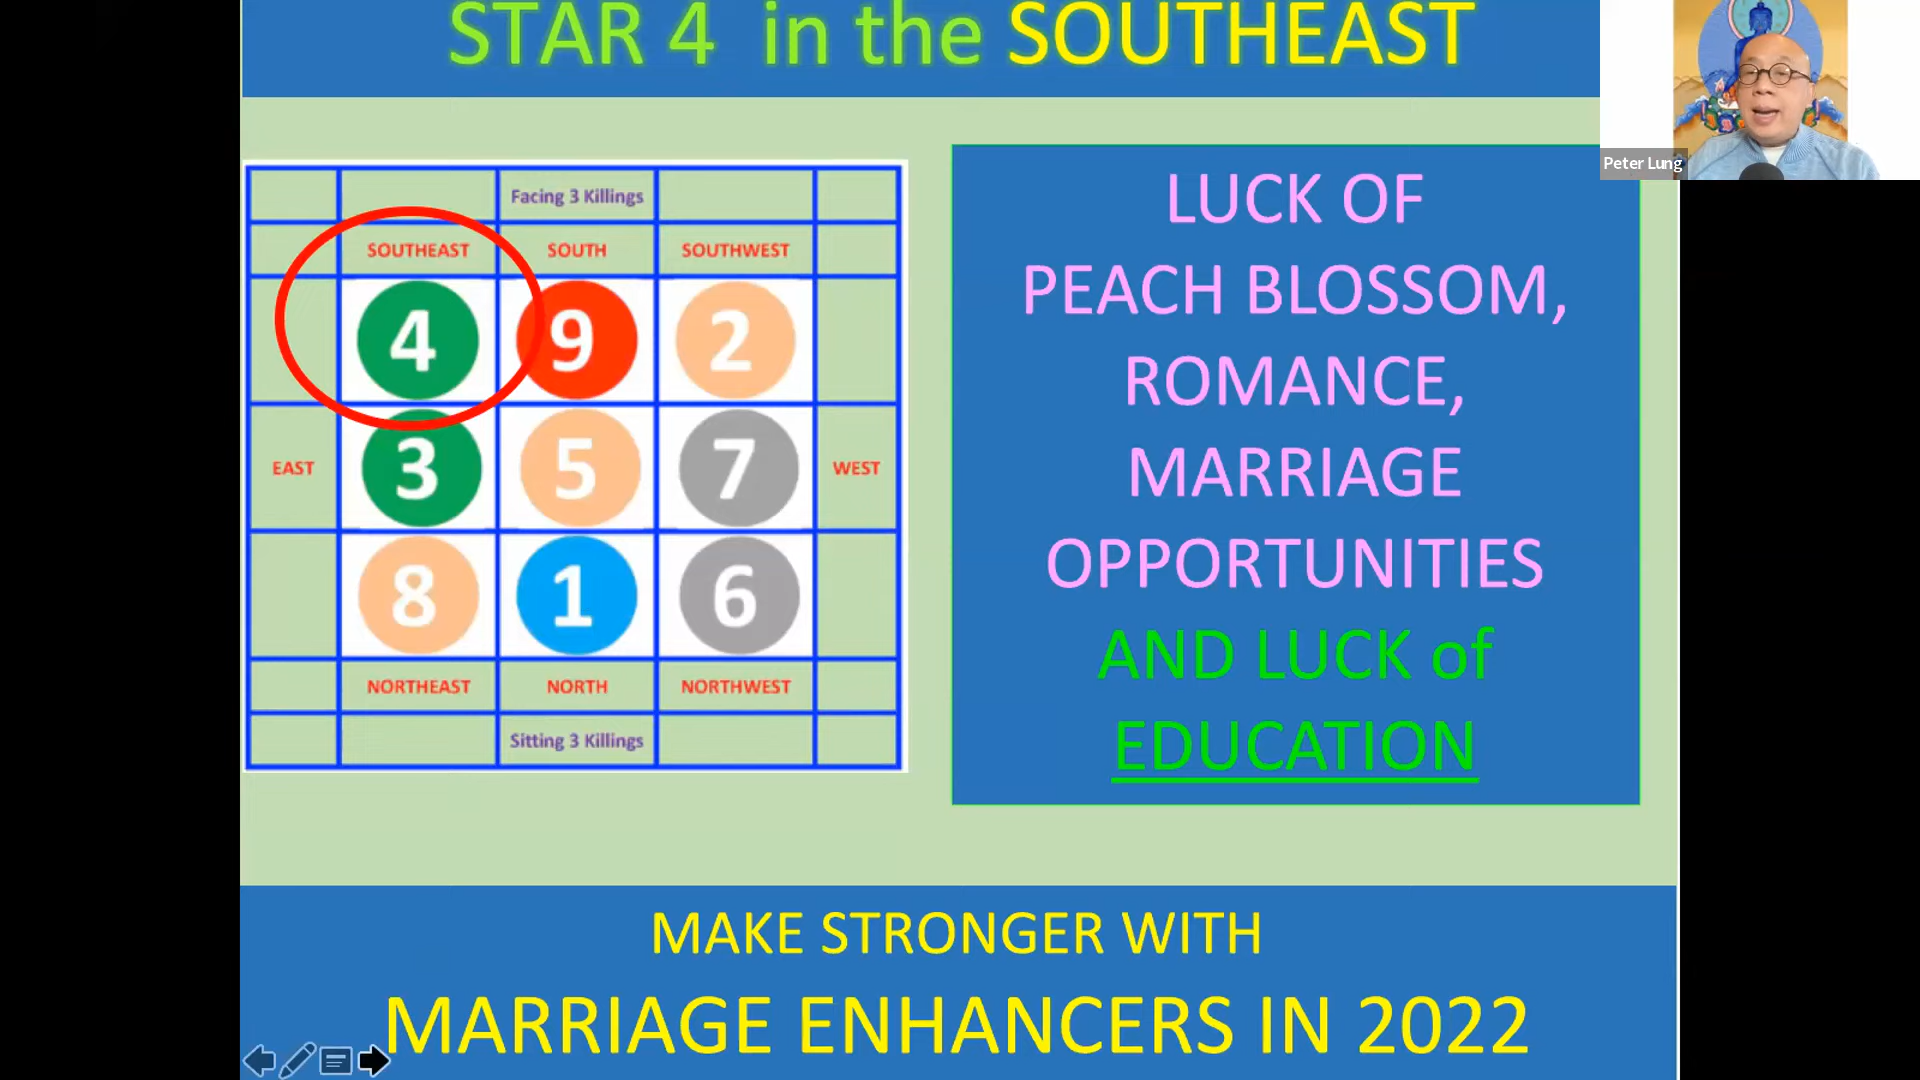 STAR 4 in the SOUTHEAST
Peter Lung
Facing 3 Killings
SOUTHEAST SOUTH SOUTHWEST
4 9 2
EAST 3 5 7 WEST
8 1 6
NORTHEAST NORTH NORTHWEST
Sitting 3 Killings
LUCK OF
PEACH BLOSSOM,
ROMANCE,
MARRIAGE
OPPORTUNITIES
AND LUCK of
EDUCATION
MAKE STRONGER WITH
MARRIAGE ENHANCERS IN 2022